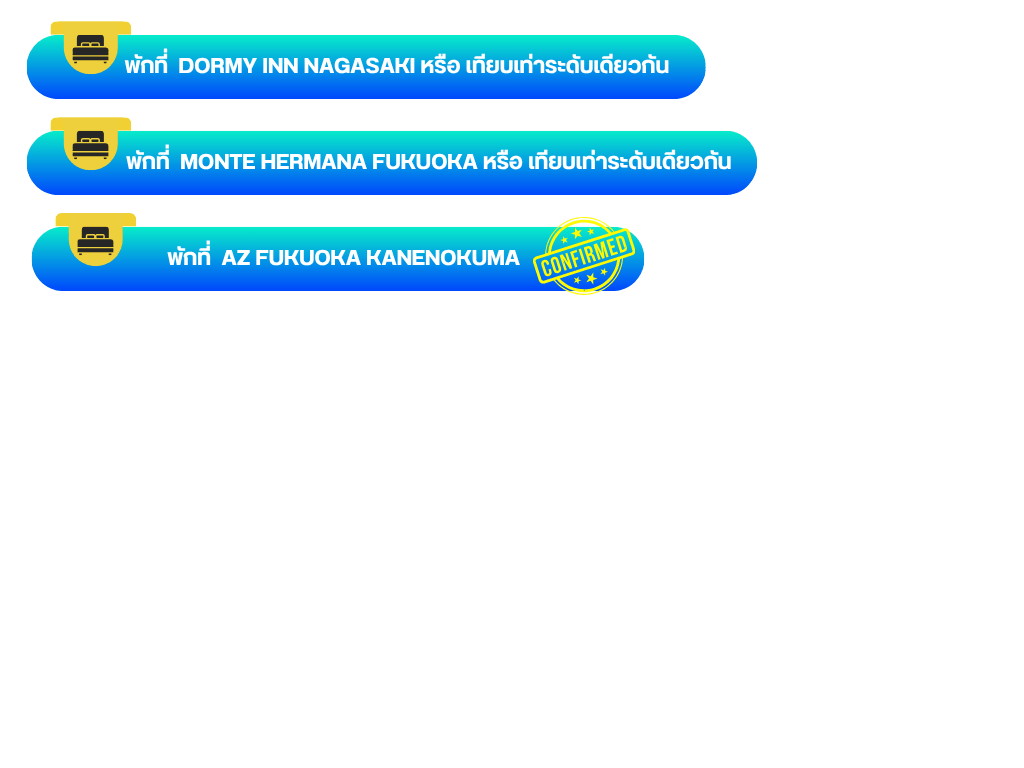 พักที่ DORMY INN NAGASAKI หรือ เทียบเท่าระดับเดียวกัน
พักที่ MONTE HERMANA FUKUOKA หรือ เทียบเท่าระดับเดียวกัน
พักที่ AZ FUKUOKA KANENOKUMA
CONFIRMED